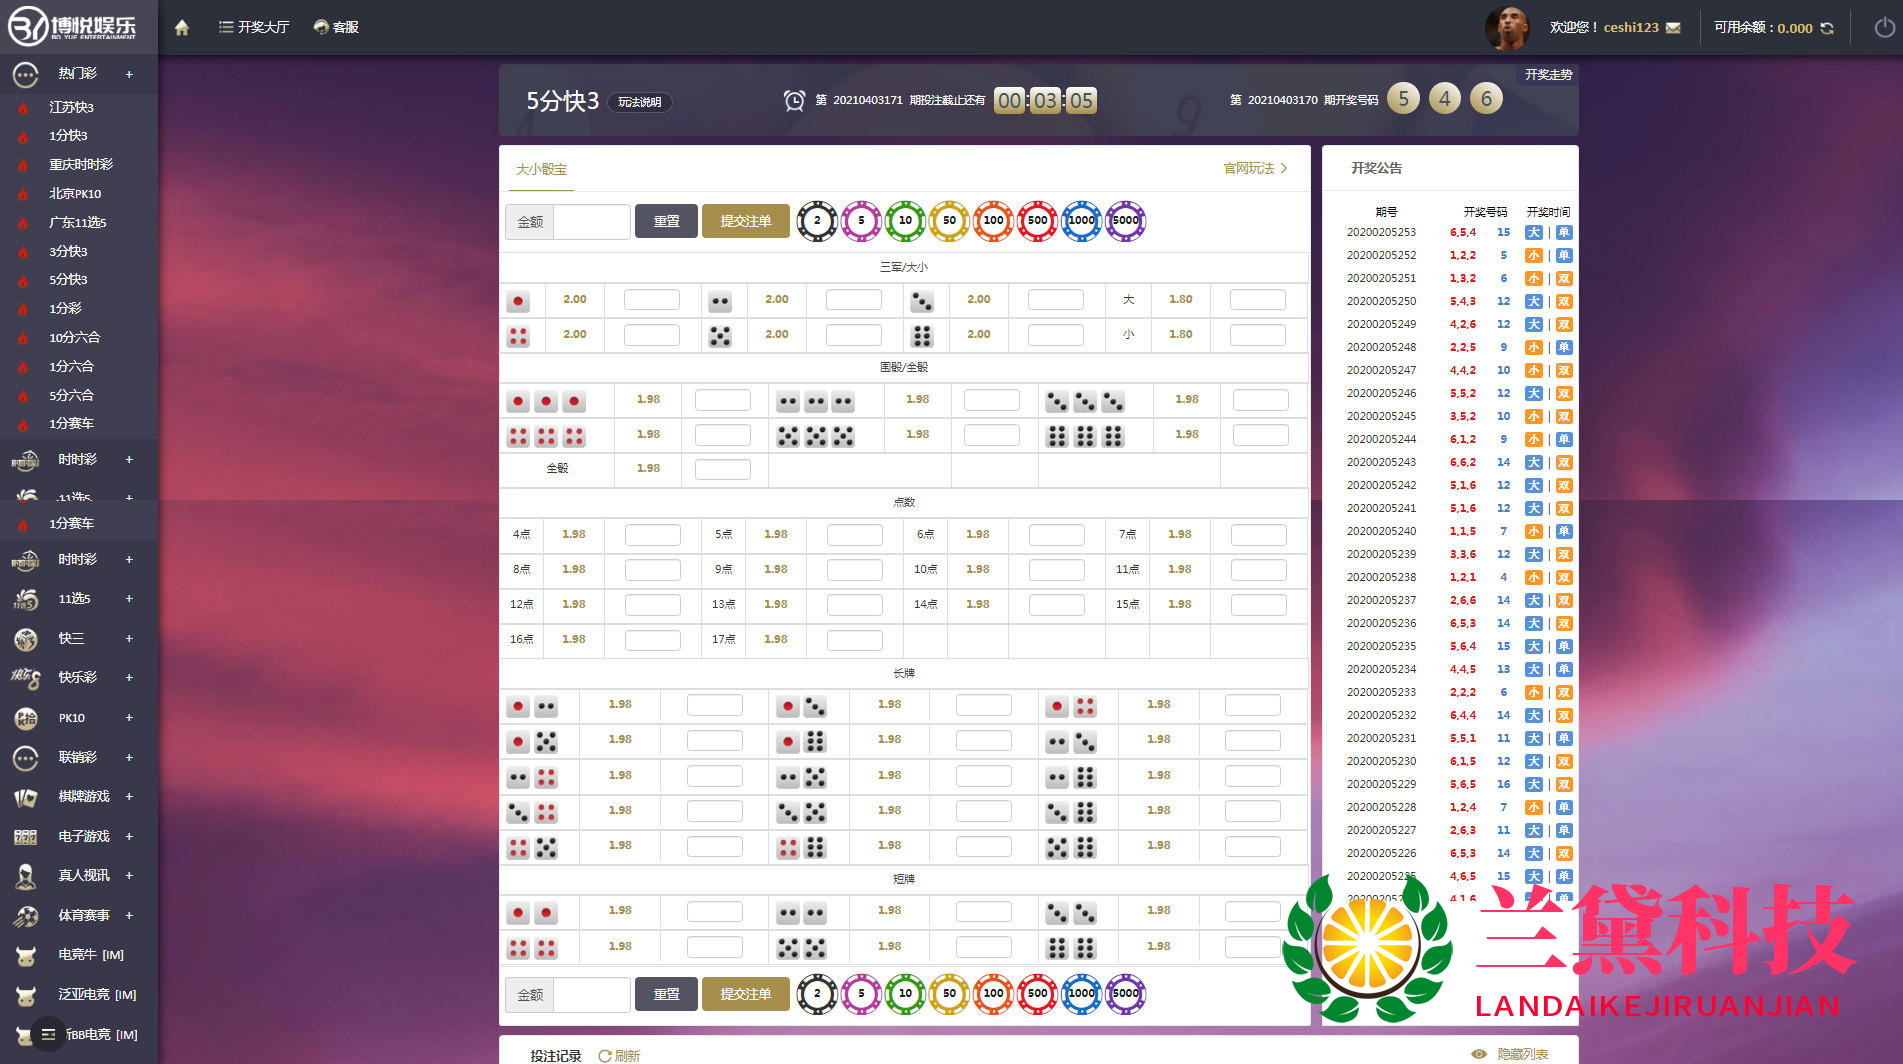 博悦娱乐
BO YUE ENTERTAINMENT
开奖大厅
客服
欢迎您！ ceshi123
可用余额 : 0.000
热门彩 +
江苏快3
1分快3
重庆时时彩
北京PK10
广东11选5
3分快3
5分快3
1分彩
10分六合
1分六合
5分六合
1分赛车
时时彩 +
11选5 +
1分赛车
时时彩 +
11选5 +
快三 +
快乐彩 +
PK10 +
联销彩 +
棋牌游戏 +
电子游戏 +
真人视讯 +
体育赛事 +
电竞牛 [IM]
泛亚电竞 [IM]
新BB电竞 [IM]
5分快3 玩法说明
第 20210403171 期投注截止还有 00:03:05
第 20210403170 期开奖号码 5 4 6
开奖走势
大小骰宝
官网玩法
金额 重置 提交注单 2 5 10 50 100 500 1000 5000
三军/大小
2.00 2.00 2.00 大 1.80
2.00 2.00 2.00 小 1.80
围骰/全骰
1.98 1.98 1.98
1.98 1.98 1.98
全骰 1.98
点数
4点 1.98 5点 1.98 6点 1.98 7点 1.98
8点 1.98 9点 1.98 10点 1.98 11点 1.98
12点 1.98 13点 1.98 14点 1.98 15点 1.98
16点 1.98 17点 1.98
长牌
1.98 1.98 1.98
1.98 1.98 1.98
1.98 1.98 1.98
1.98 1.98 1.98
1.98 1.98 1.98
短牌
1.98 1.98 1.98
1.98 1.98 1.98
金额 重置 提交注单 2 5 10 50 100 500 1000 5000
投注记录 刷新
隐藏列表
开奖公告
期号 开奖号码 开奖时间
20200205253 6,5,4 15 大 | 单
20200205252 1,2,2 5 小 | 单
20200205251 1,3,2 6 小 | 双
20200205250 5,4,3 12 大 | 双
20200205249 4,2,6 12 大 | 双
20200205248 2,2,5 9 小 | 单
20200205247 4,4,2 10 小 | 双
20200205246 5,5,2 12 大 | 双
20200205245 3,5,2 10 小 | 双
20200205244 6,1,2 9 小 | 单
20200205243 6,6,2 14 大 | 双
20200205242 5,1,6 12 大 | 双
20200205241 5,1,6 12 大 | 双
20200205240 1,1,5 7 小 | 单
20200205239 3,3,6 12 大 | 双
20200205238 1,2,1 4 小 | 双
20200205237 2,6,6 14 大 | 双
20200205236 6,5,3 14 大 | 双
20200205235 5,6,4 15 大 | 单
20200205234 4,4,5 13 大 | 单
20200205233 2,2,2 6 小 | 双
20200205232 6,4,4 14 大 | 双
20200205231 5,5,1 11 大 | 单
20200205230 6,1,5 12 大 | 双
20200205229 5,6,5 16 大 | 双
20200205228 1,2,4 7 小 | 单
20200205227 2,6,3 11 大 | 单
20200205226 6,5,3 14 大 | 双
20200205225 4,6,5 15 大 | 单
4,1,6
兰黛科技
LANDAIKEJIRUANJIAN